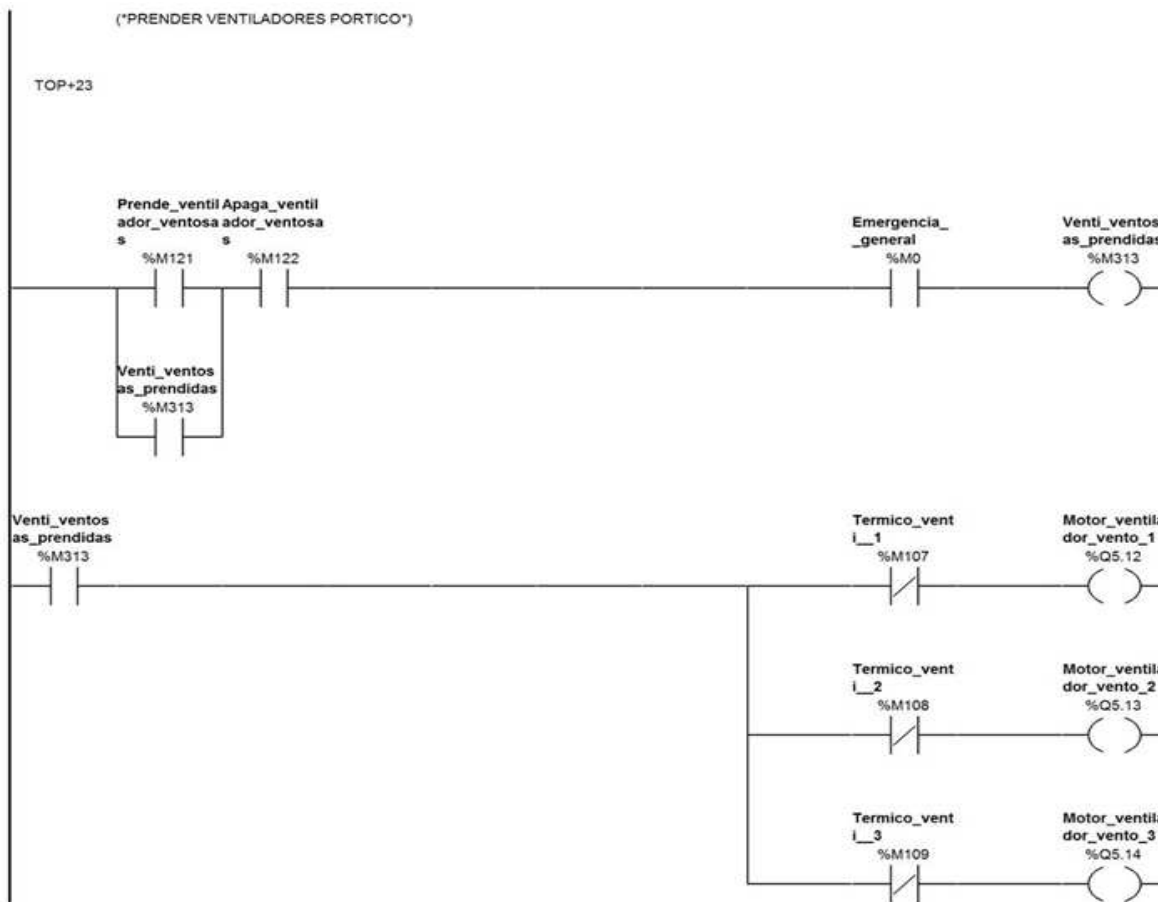 (*PRENDER VENTILADORES PORTICO*)
TOP+23
Prende_ventil
ador_ventosa
s
%M121
Apaga_ventil
ador_ventosa
s
%M122
Emergencia_
_general
%M0
Venti_ventos
as_prendidas
%M313
Venti_ventos
as_prendidas
%M313
Venti_ventos
as_prendidas
%M313
Termico_vent
i__1
%M107
Motor_ventila
dor_vento_1
%Q5.12
Termico_vent
i__2
%M108
Motor_ventila
dor_vento_2
%Q5.13
Termico_vent
i__3
%M109
Motor_ventila
dor_vento_3
%Q5.14